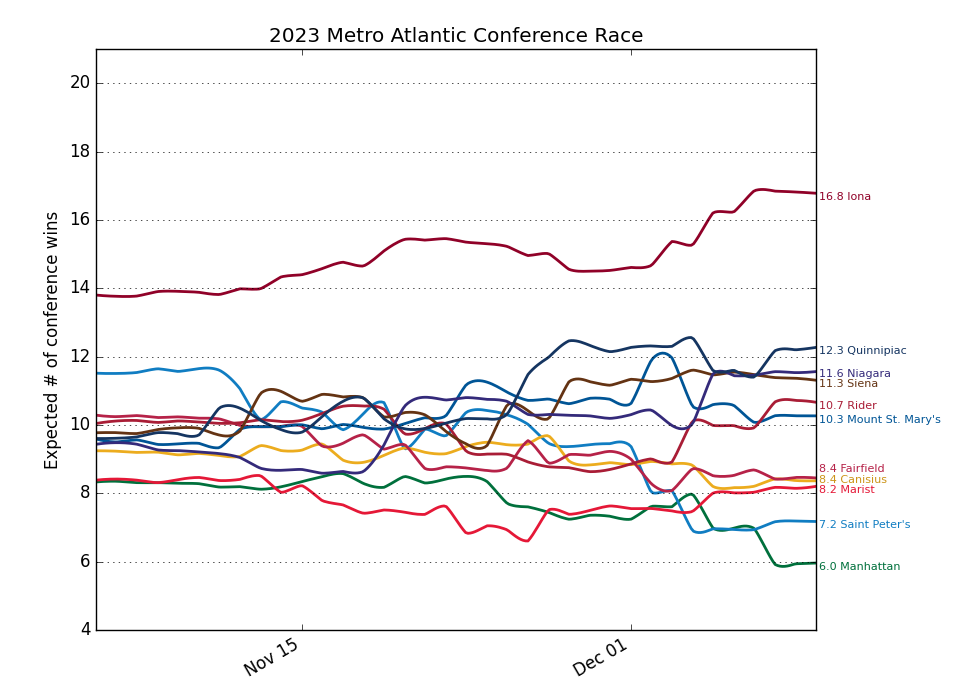 2023 Metro Atlantic Conference Race
Expected # of conference wins
20
18
16
14
12
10
8
6
4
Nov 15
Dec 01
16.8 Iona
12.3 Quinnipiac
11.6 Niagara
11.3 Siena
10.7 Rider
10.3 Mount St. Mary's
8.4 Fairfield
8.4 Canisius
8.2 Marist
7.2 Saint Peter's
6.0 Manhattan